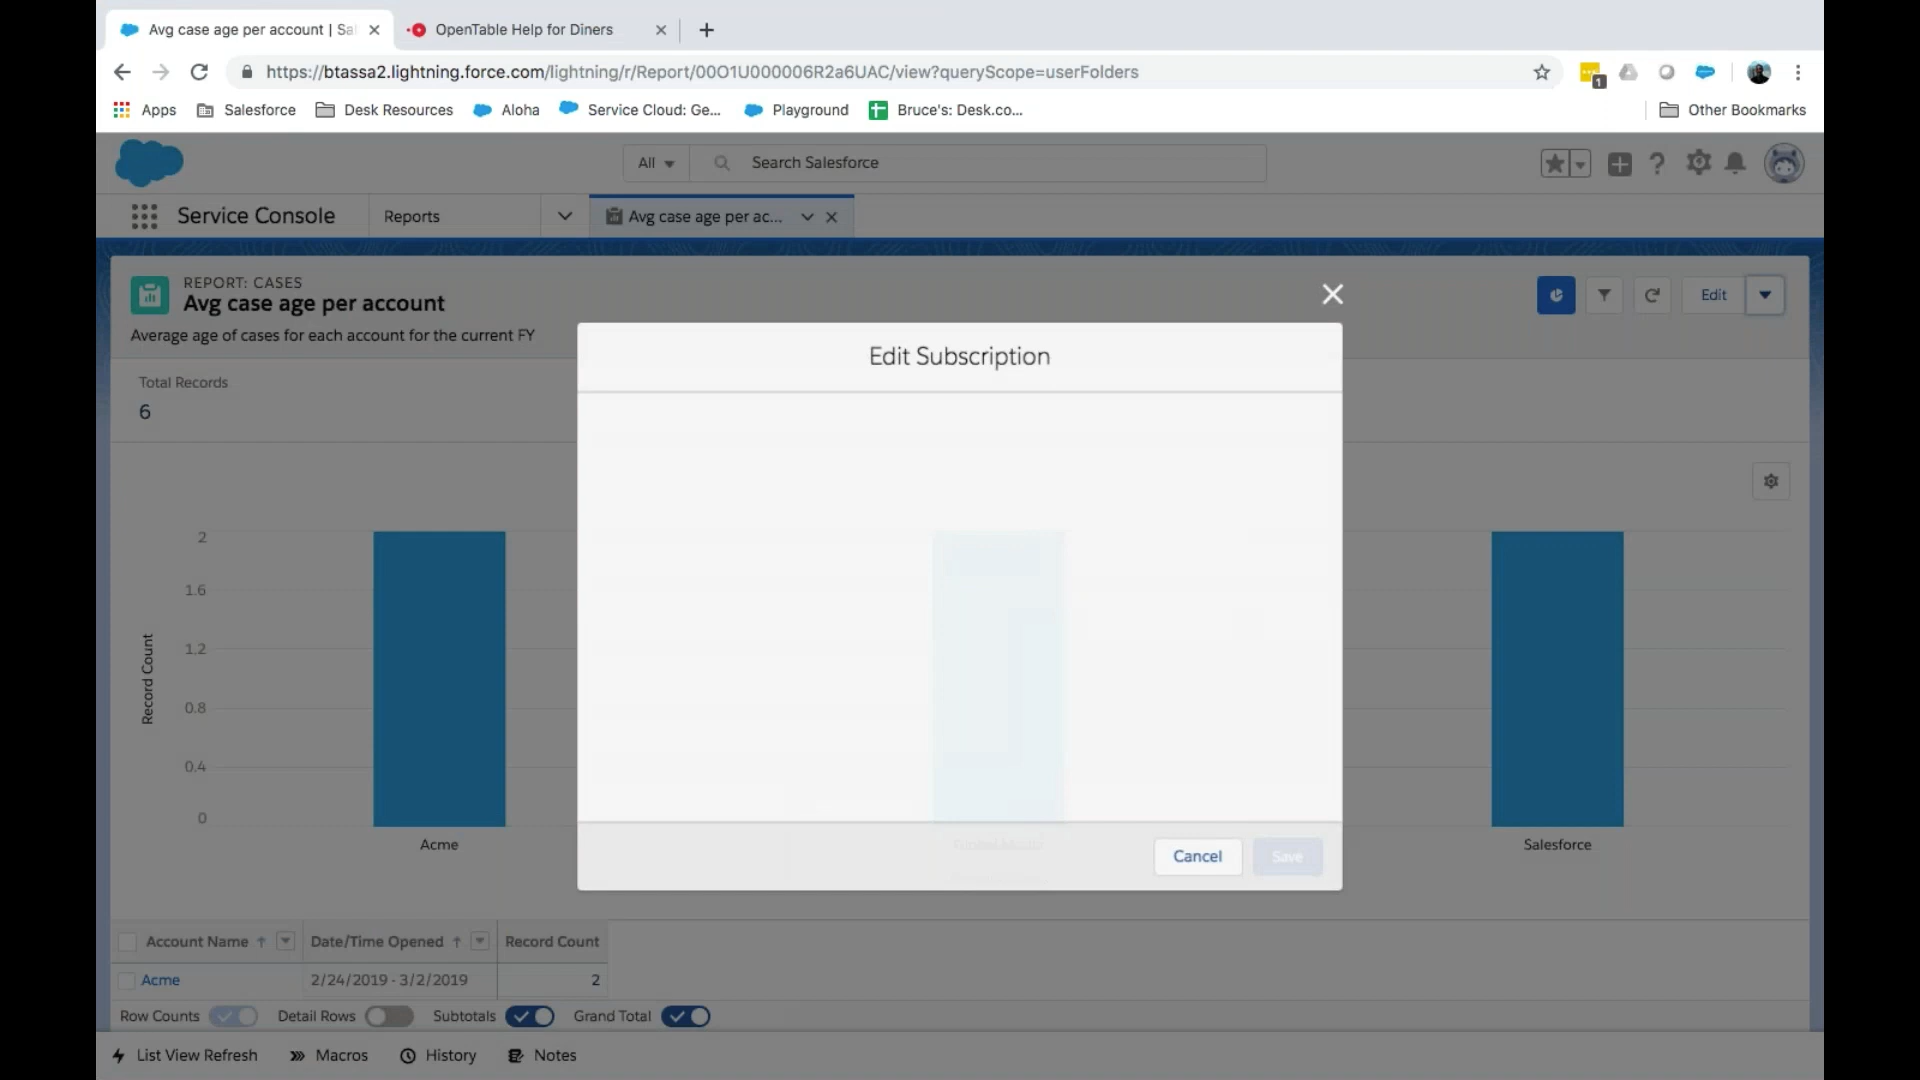 Avg case age per account | Sa
OpenTable Help for Diners
https://btassa2.lightning.force.com/lightning/r/Report/00O1U000006R2a6UAC/view?queryScope=userFolders
1
Apps
Salesforce
Desk Resources
Aloha
Service Cloud: Ge...
Playground
Bruce's: Desk.co...
Other Bookmarks
All
Search Salesforce
Service Console
Reports
Avg case age per ac...
REPORT: CASES
Avg case age per account
Edit
Average age of cases for each account for the current FY
Edit Subscription
Total Records
6
2
1.6
1.2
0.8
0.4
0
Record Count
Acme
Salesforce
Cancel
Save
Account Name
Date/Time Opened
Record Count
Acme
2/24/2019 - 3/2/2019
2
Row Counts
Detail Rows
Subtotals
Grand Total
List View Refresh
Macros
History
Notes